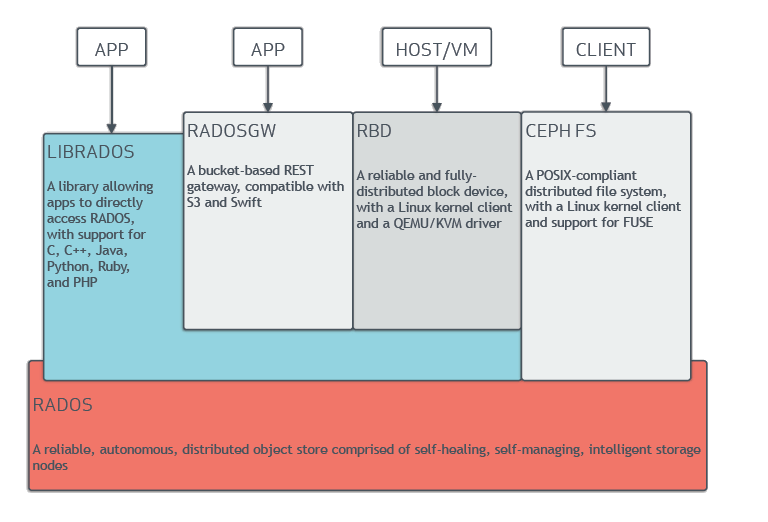 APP
APP
HOST/VM
CLIENT
LIBRADOS
A library allowing
apps to directly
access RADOS,
with support for
C, C++, Java,
Python, Ruby,
and PHP
RADOSGW
A bucket-based REST
gateway, compatible with
S3 and Swift
RBD
A reliable and fully-
distributed block device,
with a Linux kernel client
and a QEMU/KVM driver
CEPH FS
A POSIX-compliant
distributed file system,
with a Linux kernel client
and support for FUSE
RADOS
A reliable, autonomous, distributed object store comprised of self-healing, self-managing, intelligent storage
nodes